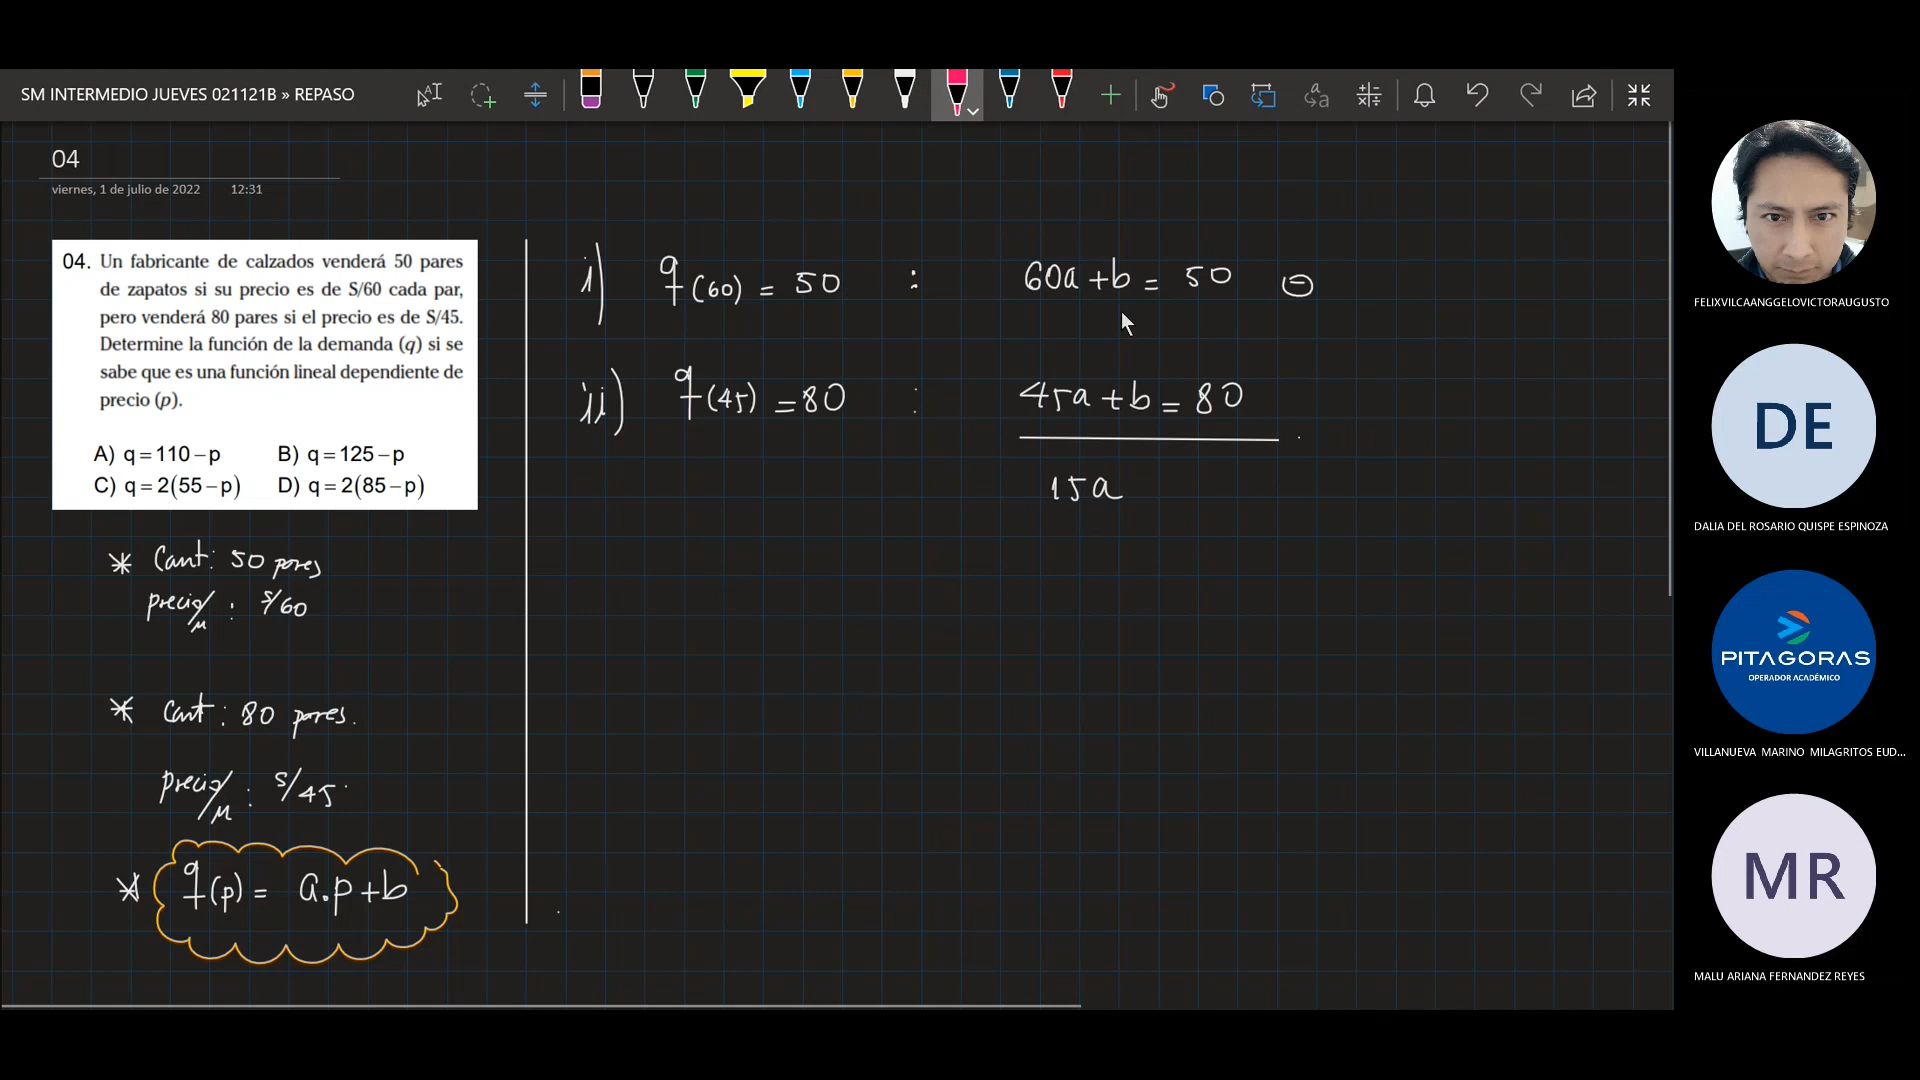 SM INTERMEDIO JUEVES 021121B » REPASO
04
viernes, 1 de julio de 2022 12:31
04. Un fabricante de calzados venderá 50 pares
de zapatos si su precio es de S/60 cada par,
pero venderá 80 pares si el precio es de S/45.
Determine la función de la demanda (q) si se
sabe que es una función lineal dependiente de
precio (p).
A) q=110-p B) q=125-p
C) q=2(55-p) D) q=2(85-p)
* Cant: 50 pares
precio/μ : S/60
* Cant: 80 pares.
precio/μ : S/45
* q(p) = a.p+b
i) q(60) = 50 : 60a+b = 50 ⊖
ii) q(45) = 80 : 45a+b = 80
15a
FELIXVILCAANGGELOVICTORAUGUSTO
DE
DALIA DEL ROSARIO QUISPE ESPINOZA
PITAGORAS
OPERADOR ACADÉMICO
VILLANUEVA MARINO MILAGRITOS EUD...
MR
MALU ARIANA FERNANDEZ REYES